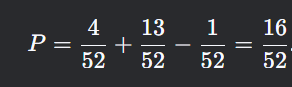 P = 4/52 + 13/52 − 1/52 = 16/52.